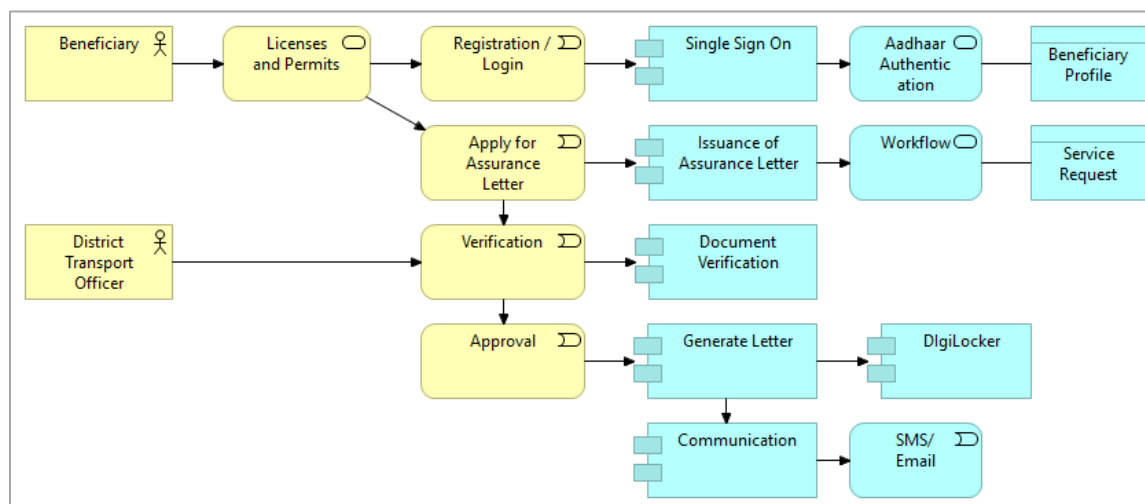 Beneficiary
Licenses
and Permits
Registration /
Login
Single Sign On
Aadhaar
Authentic
ation
Beneficiary
Profile
Apply for
Assurance
Letter
Issuance of
Assurance Letter
Workflow
Service
Request
District
Transport
Officer
Verification
Document
Verification
Approval
Generate Letter
DIgiLocker
Communication
SMS/
Email